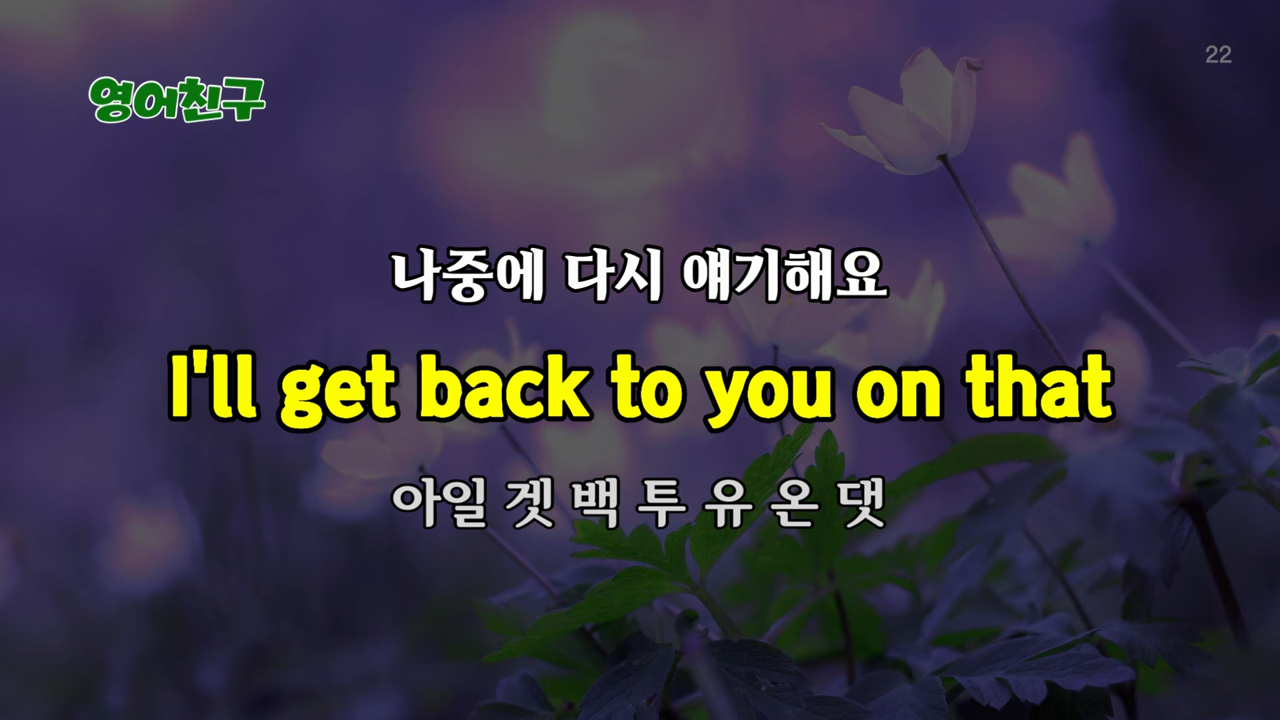 22
영어친구
나중에 다시 얘기해요
I'll get back to you on that
아일 겟 백 투 유 온 댓